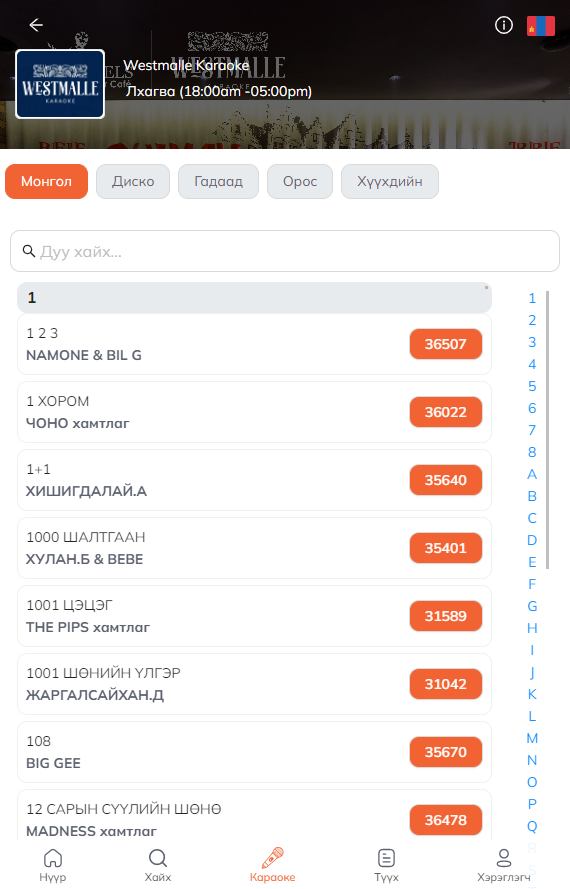 WESTMALLE
KARAOKE
Westmalle Karaoke
Лхагва (18:00am -05:00pm)
Монгол
Диско
Гадаад
Орос
Хүүхдийн
Дуу хайх...
1
1 2 3
NAMONE & BIL G
36507
1 ХОРОМ
ЧОНО хамтлаг
36022
1+1
ХИШИГДАЛАЙ.А
35640
1000 ШАЛТГААН
ХУЛАН.Б & BEBE
35401
1001 ЦЭЦЭГ
THE PIPS хамтлаг
31589
1001 ШӨНИЙН ҮЛГЭР
ЖАРГАЛСАЙХАН.Д
31042
108
BIG GEE
35670
12 САРЫН СҮҮЛИЙН ШӨНӨ
MADNESS хамтлаг
36478
1
2
3
4
5
6
7
8
A
B
C
D
E
F
G
H
I
J
K
L
M
N
O
P
Q
Нүүр
Хайх
Караоке
Түүх
Хэрэглэгч